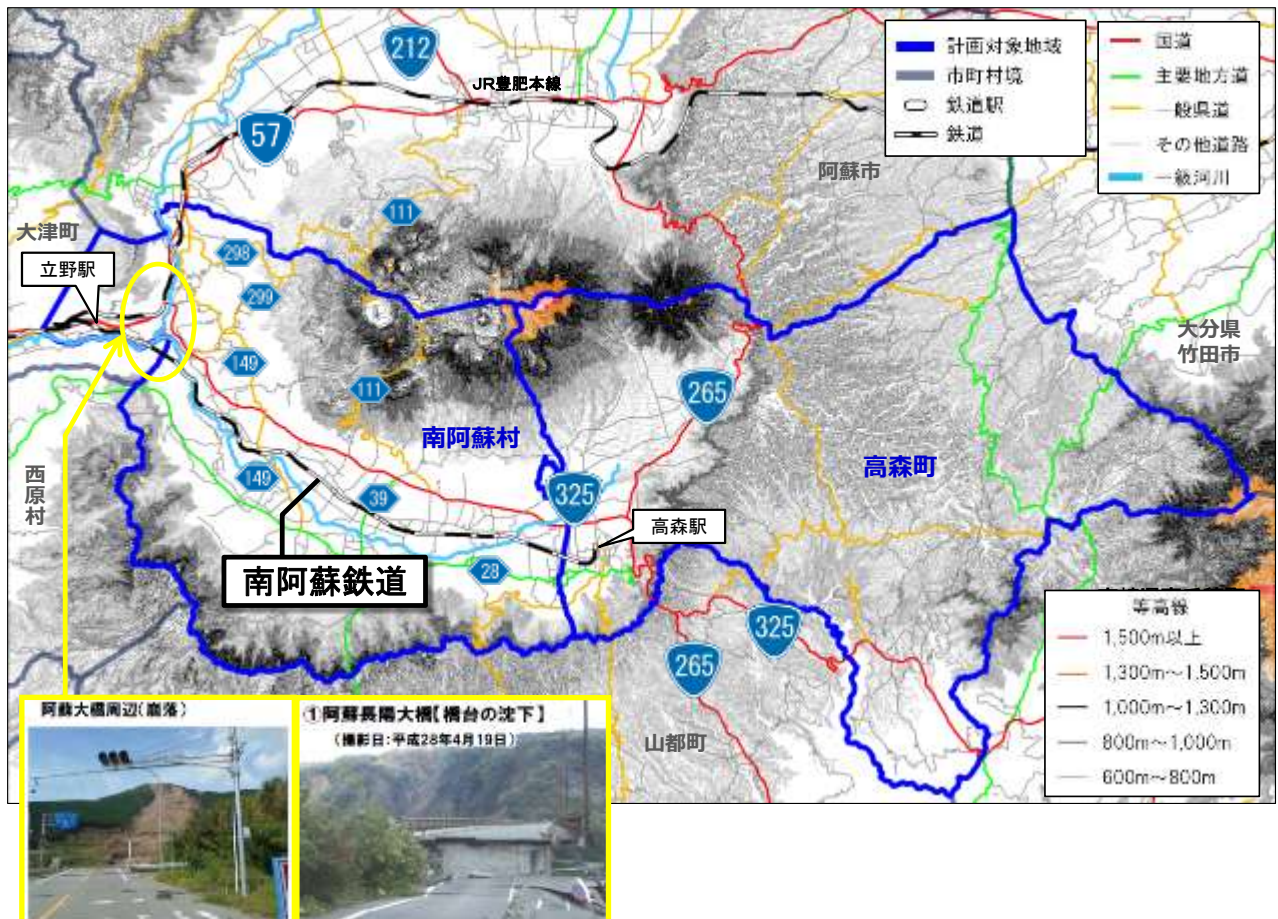 212
JR豊肥本線
57
計画対象地域
市町村境
鉄道駅
鉄道
国道
主要地方道
一般県道
その他道路
一級河川
阿蘇市
大津町
111
298
立野駅
299
大分県
竹田市
149
111
265
南阿蘇村
高森町
西原村
149
39
325
高森駅
南阿蘇鉄道
28
325
265
山都町
等高線
1,500m以上
1,300m～1,500m
1,000m～1,300m
800m～1,000m
600m～800m
阿蘇大橋周辺(崩落)
①阿蘇長陽大橋【橋台の沈下】
(撮影日:平成28年4月19日)